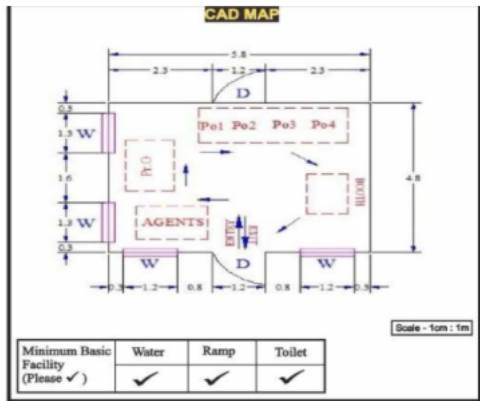 CAD MAP
5.8
2.3 1.2 2.3
D
0.3
1.3 W
1.6
1.3 W
0.3
Po1 Po2 Po3 Po4
Pr.O
BOOTH
4.8
AGENTS
ENTRY
EXIT
W D W
0.3 1.2 0.8 1.2 0.8 1.2 0.3
Scale - 1cm : 1m
Minimum Basic Facility (Please ✓) Water Ramp Toilet
✓ ✓ ✓